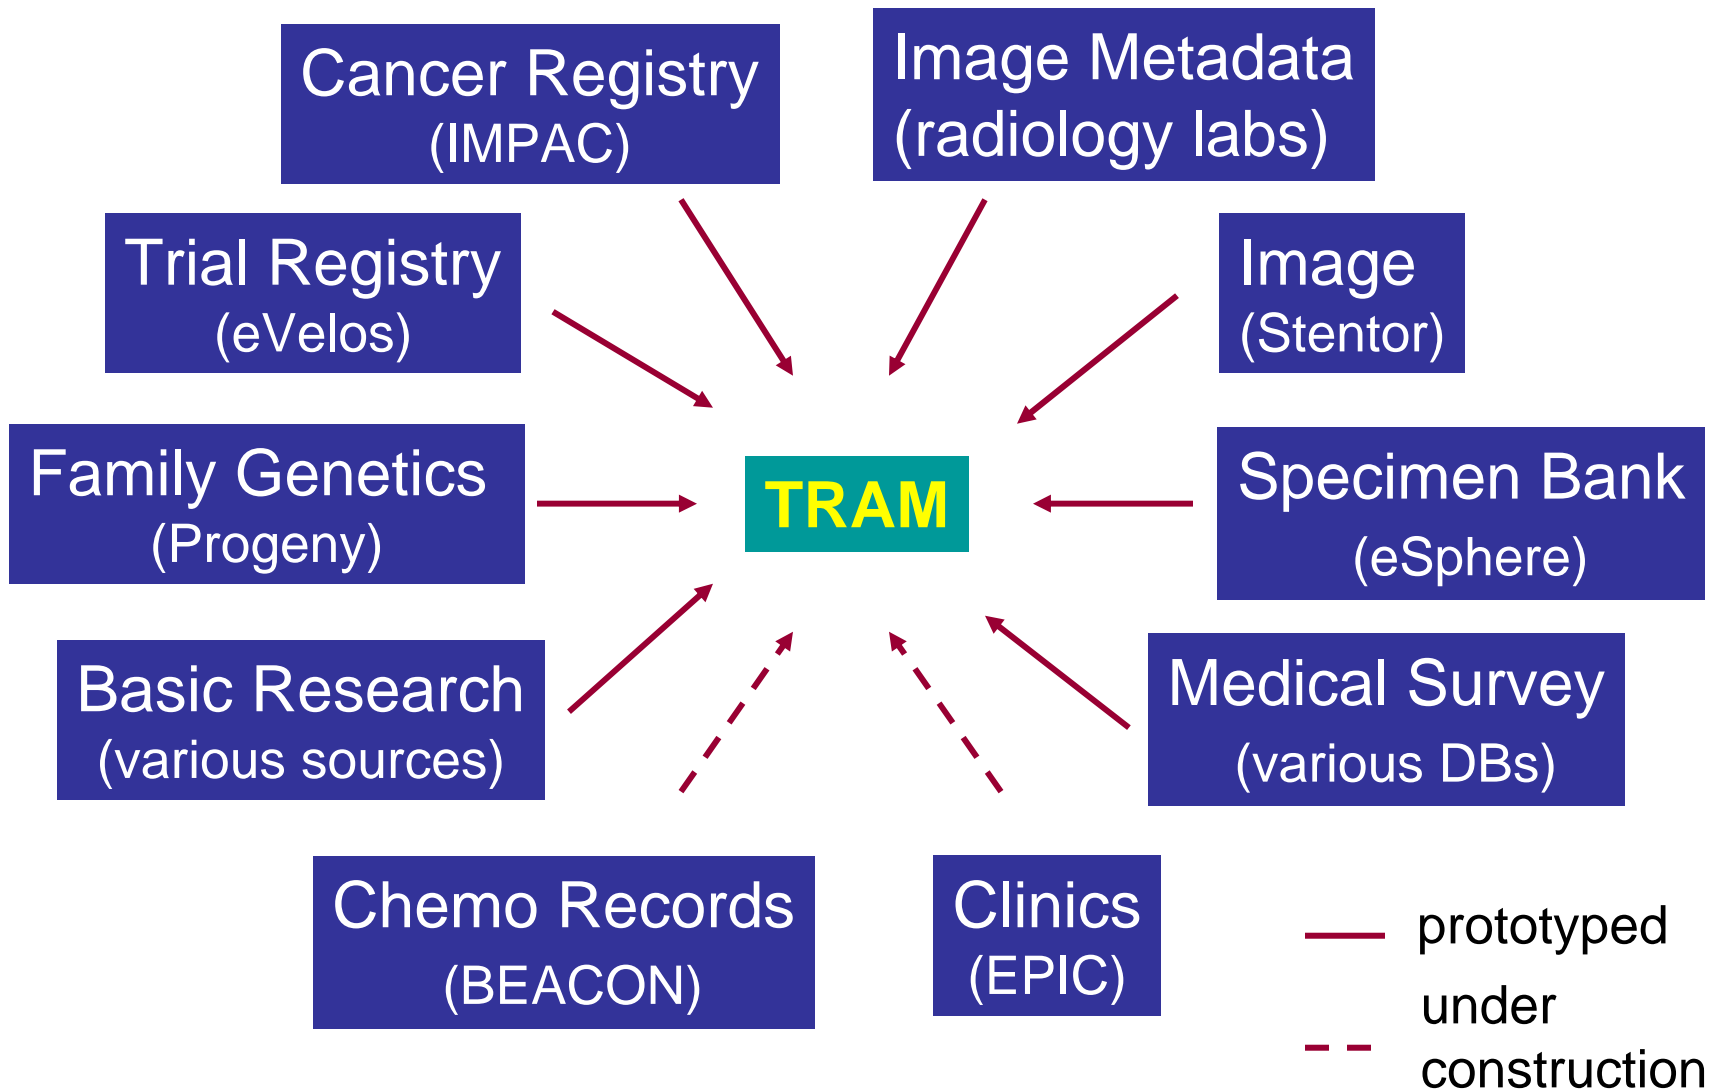 Cancer Registry
(IMPAC)
Image Metadata
(radiology labs)
Trial Registry
(eVelos)
Image
(Stentor)
Family Genetics
(Progeny)
TRAM
Specimen Bank
(eSphere)
Basic Research
(various sources)
Medical Survey
(various DBs)
Chemo Records
(BEACON)
Clinics
(EPIC)
prototyped
under
construction